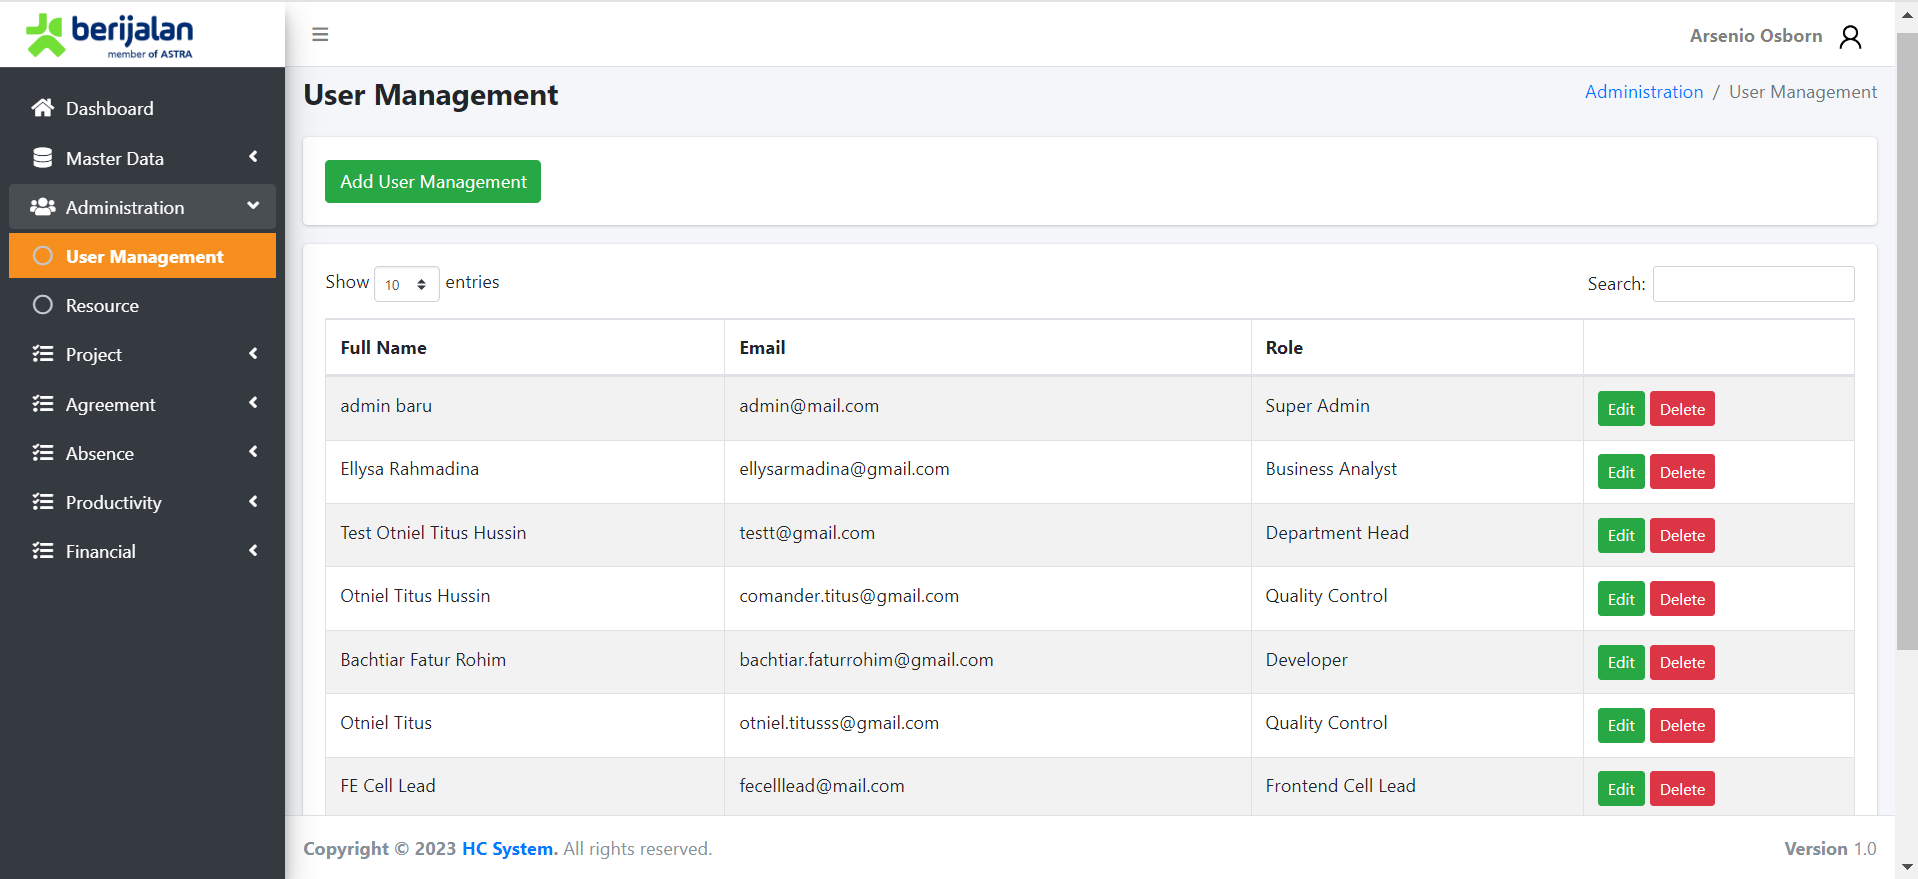 berijalan
member of ASTRA
Arsenio Osborn
Dashboard
Master Data
Administration
User Management
Resource
Project
Agreement
Absence
Productivity
Financial
User Management
Administration / User Management
Add User Management
Show 10 entries
Search:
Full Name Email Role
admin baru admin@mail.com Super Admin Edit Delete
Ellysa Rahmadina ellysarmadina@gmail.com Business Analyst Edit Delete
Test Otniel Titus Hussin testt@gmail.com Department Head Edit Delete
Otniel Titus Hussin comander.titus@gmail.com Quality Control Edit Delete
Bachtiar Fatur Rohim bachtiar.faturrohim@gmail.com Developer Edit Delete
Otniel Titus otniel.titusss@gmail.com Quality Control Edit Delete
FE Cell Lead fecelllead@mail.com Frontend Cell Lead Edit Delete
Copyright © 2023 HC System. All rights reserved.
Version 1.0